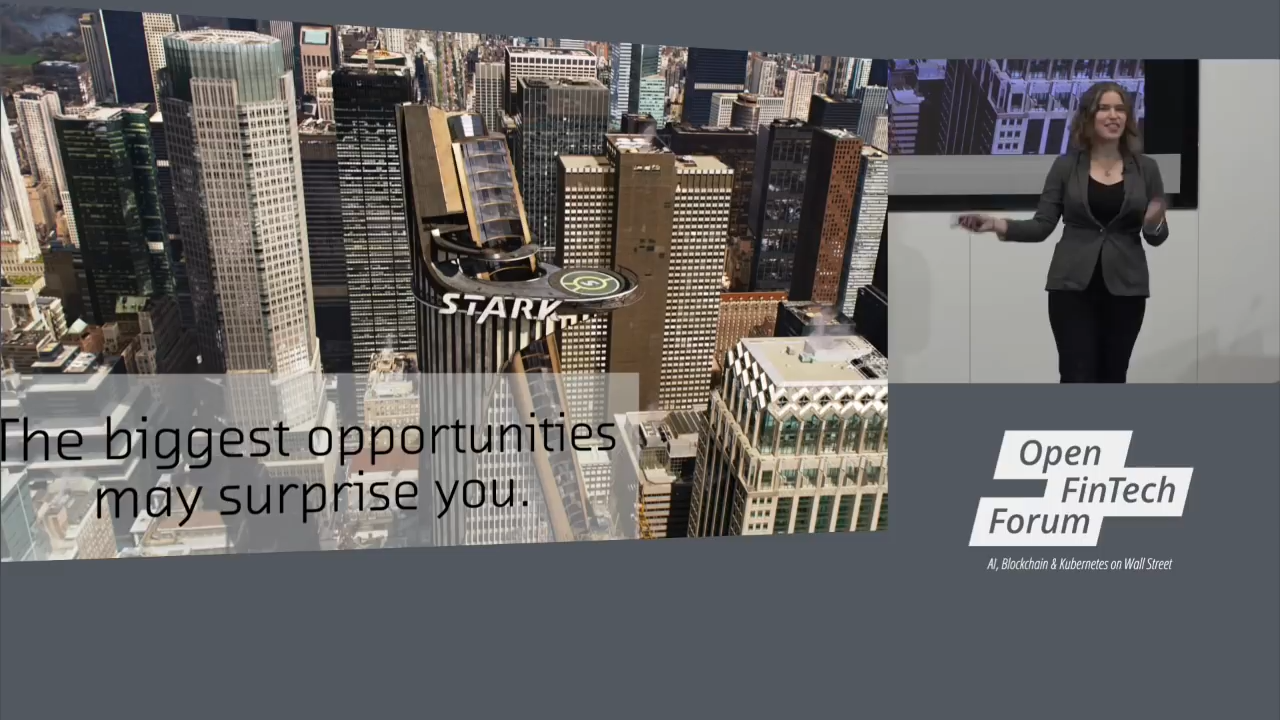 STARK
The biggest opportunities
may surprise you.
Open
FinTech
Forum
AI, Blockchain & Kubernetes on Wall Street